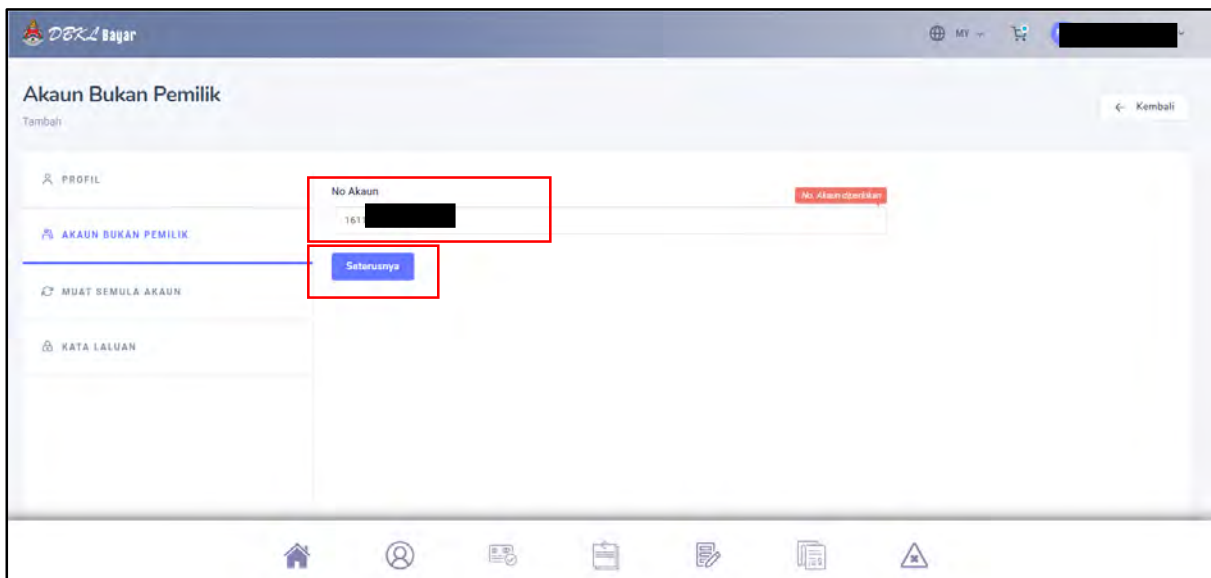 DBKL Bayar
MY
Akaun Bukan Pemilik
Tambah
Kembali
PROFIL
AKAUN BUKAN PEMILIK
MUAT SEMULA AKAUN
KATA LALUAN
No Akaun
No. Akaun diperlukan
1611
Seterusnya